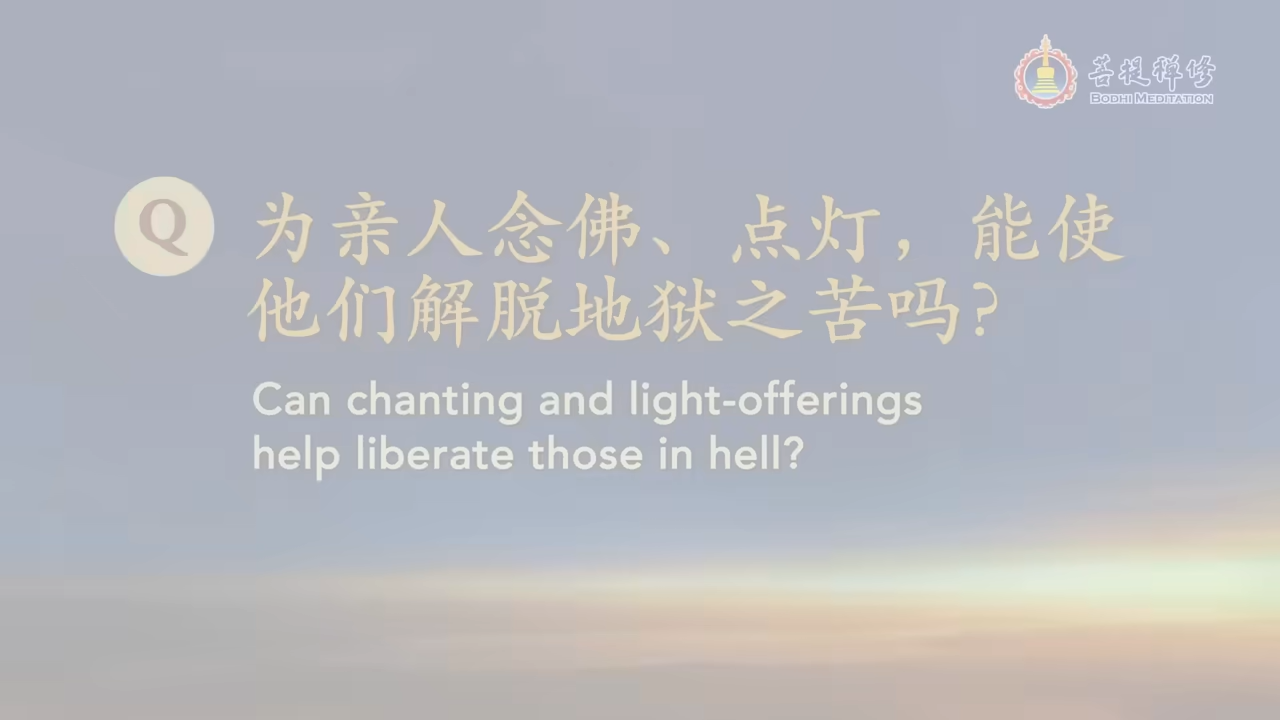 菩提禅修
BODHI MEDITATION
Q
为亲人念佛、点灯，能使
他们解脱地狱之苦吗?
Can chanting and light-offerings
help liberate those in hell?